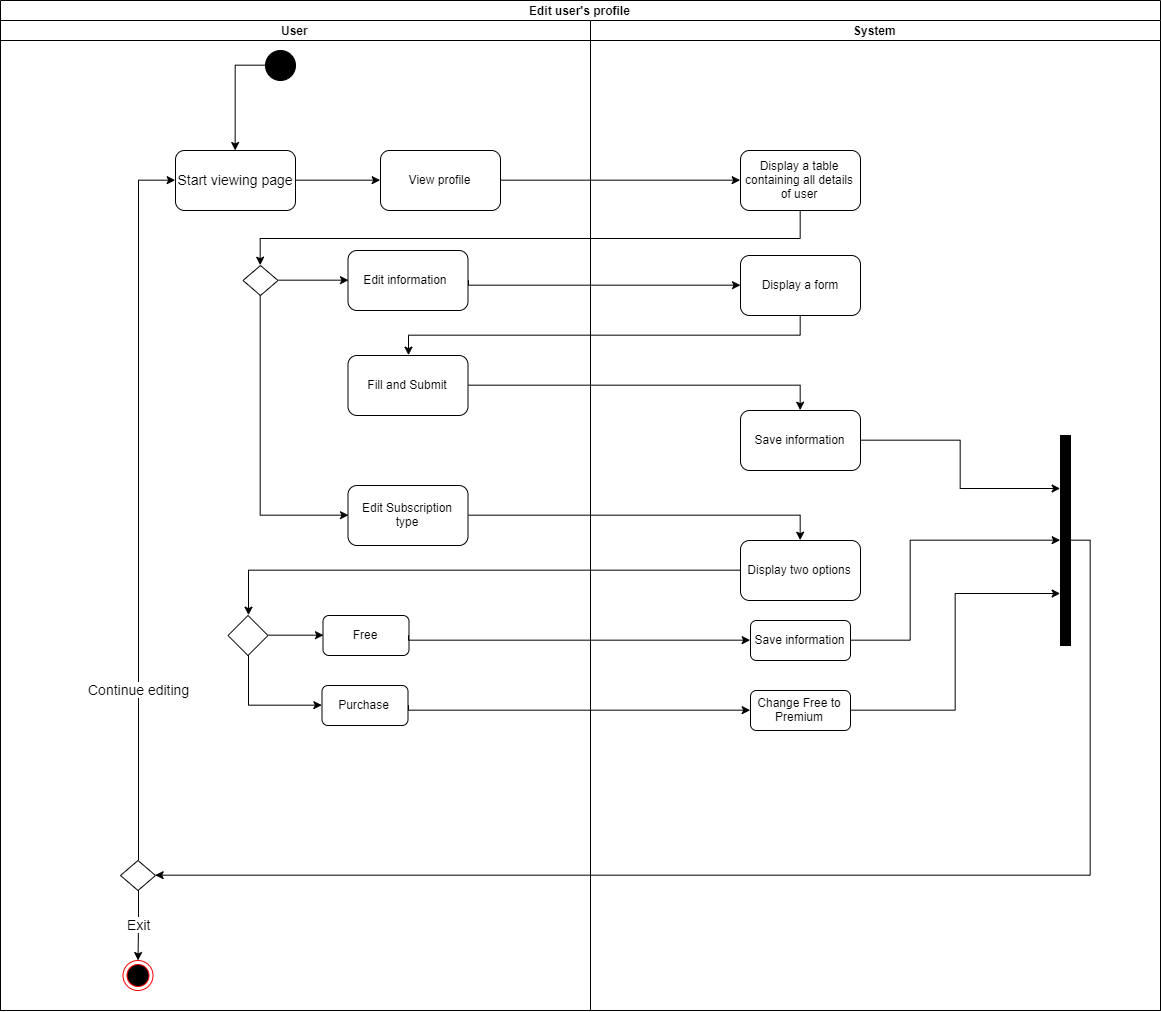 Edit user's profile
User
System
Start viewing page
View profile
Display a table
containing all details
of user
Edit information
Display a form
Fill and Submit
Save information
Edit Subscription
type
Display two options
Free
Save information
Continue editing
Purchase
Change Free to
Premium
Exit